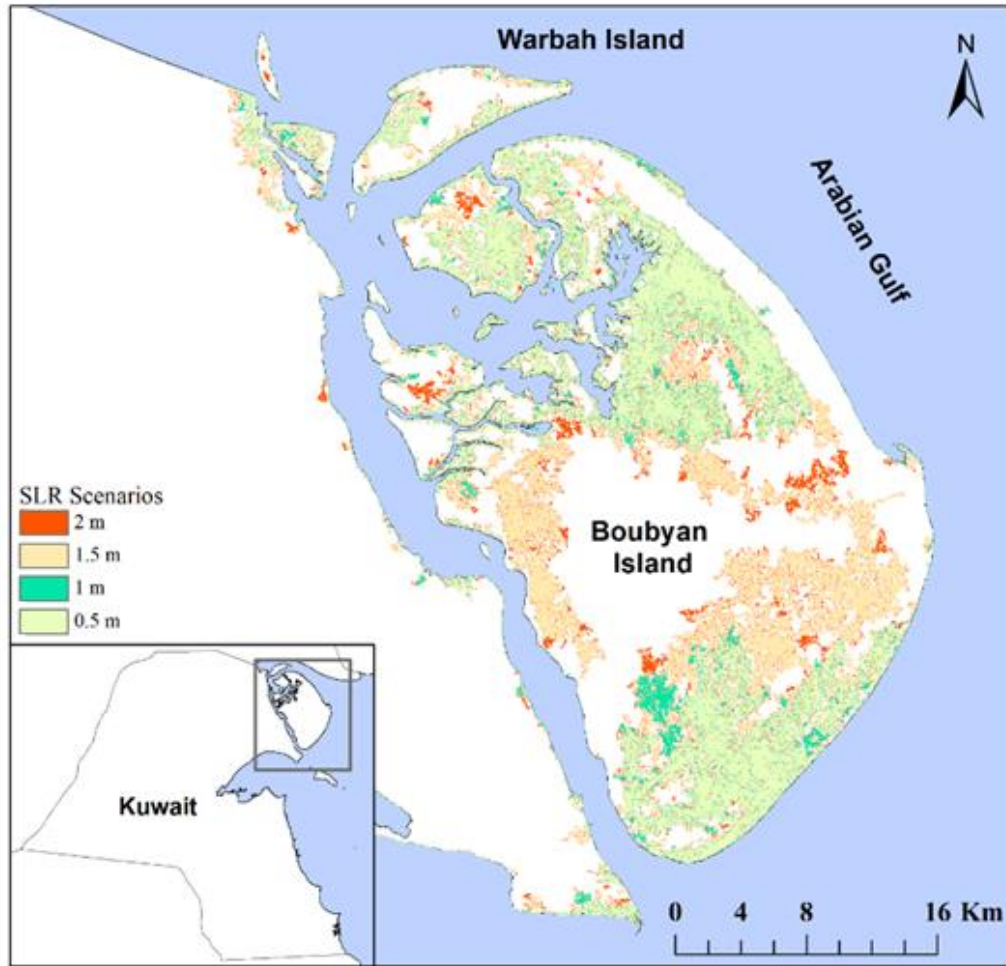 Warbah Island
N
Arabian Gulf
Boubyan
Island
SLR Scenarios
2 m
1.5 m
1 m
0.5 m
Kuwait
0 4 8 16 Km